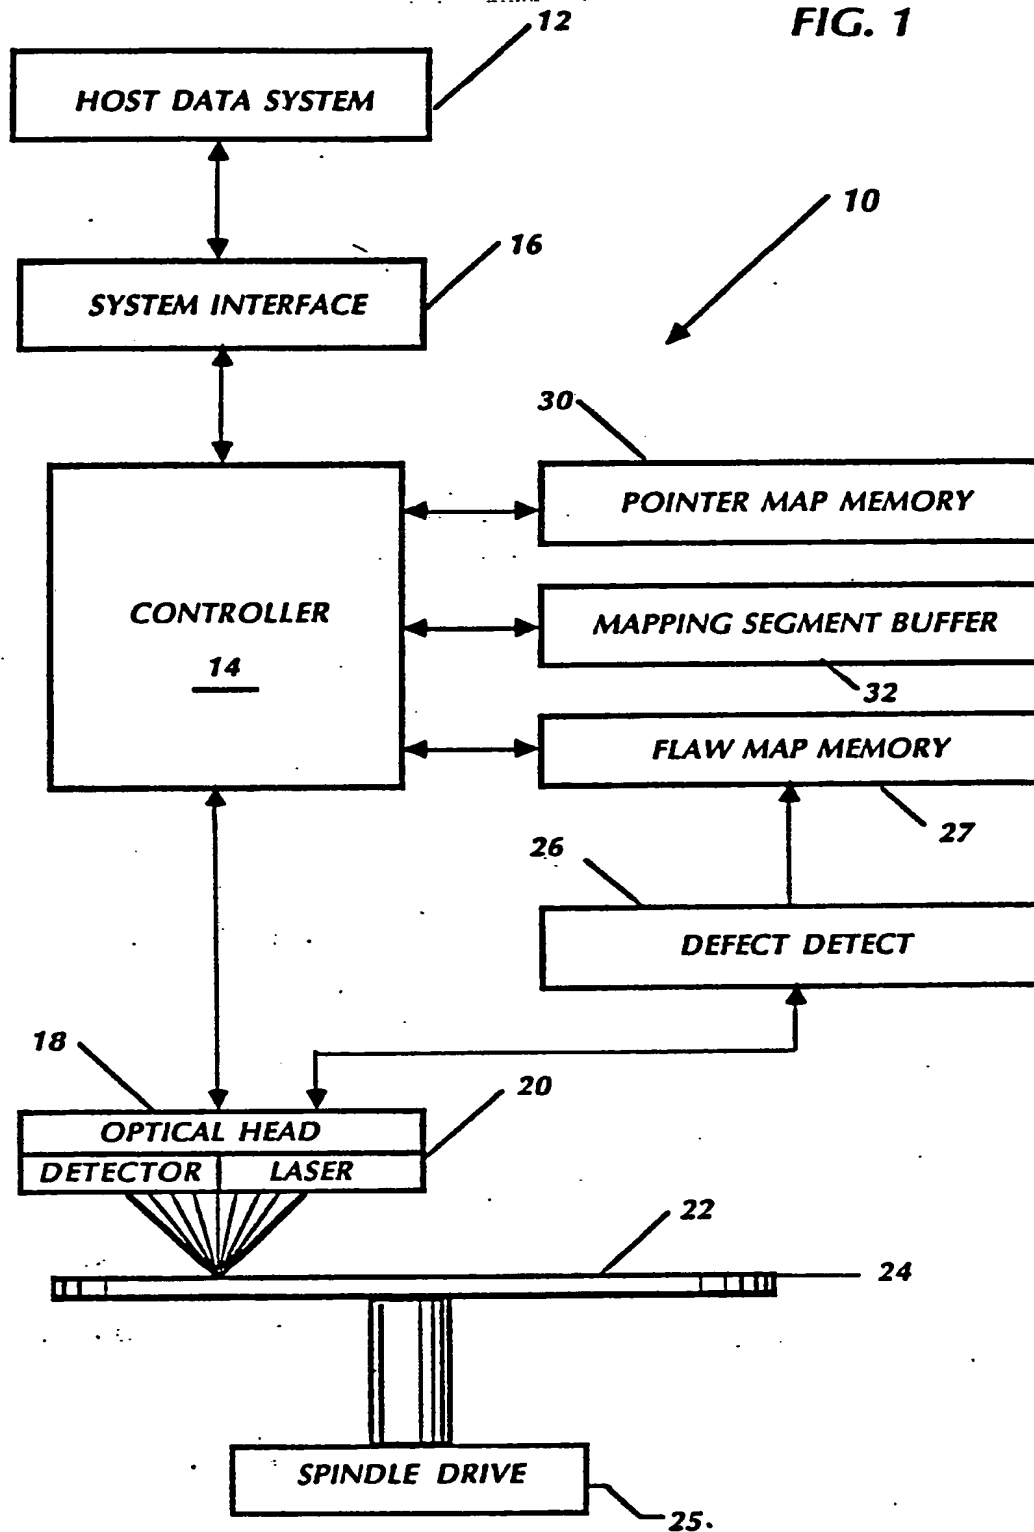 FIG. 1
12
HOST DATA SYSTEM
10
16
SYSTEM INTERFACE
30
POINTER MAP MEMORY
CONTROLLER
14
MAPPING SEGMENT BUFFER
32
FLAW MAP MEMORY
27
26
DEFECT DETECT
18
20
OPTICAL HEAD
DETECTOR LASER
22
24
SPINDLE DRIVE
25.